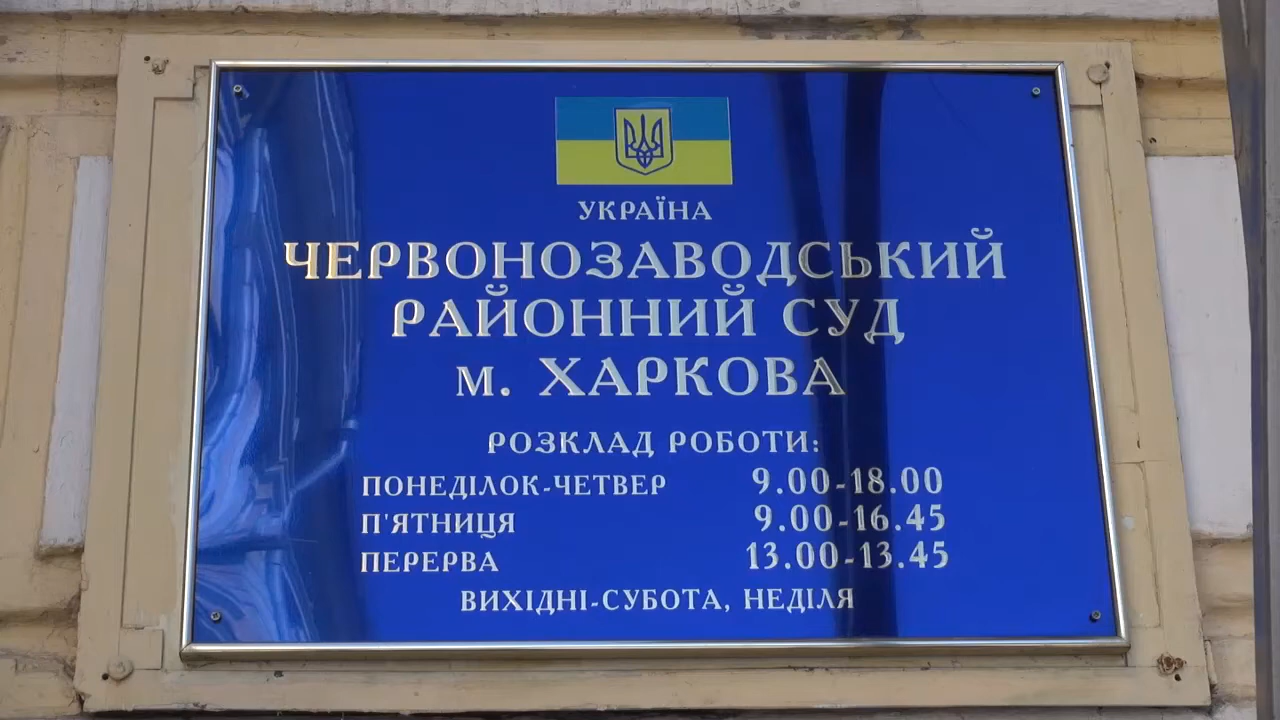 УКРАЇНА
ЧЕРВОНОЗАВОДСЬКИЙ
РАЙОННИЙ СУД
м. ХАРКОВА
РОЗКЛАД РОБОТИ:
ПОНЕДІЛОК-ЧЕТВЕР 9.00-18.00
П'ЯТНИЦЯ 9.00-16.45
ПЕРЕРВА 13.00-13.45
ВИХІДНІ-СУБОТА, НЕДІЛЯ